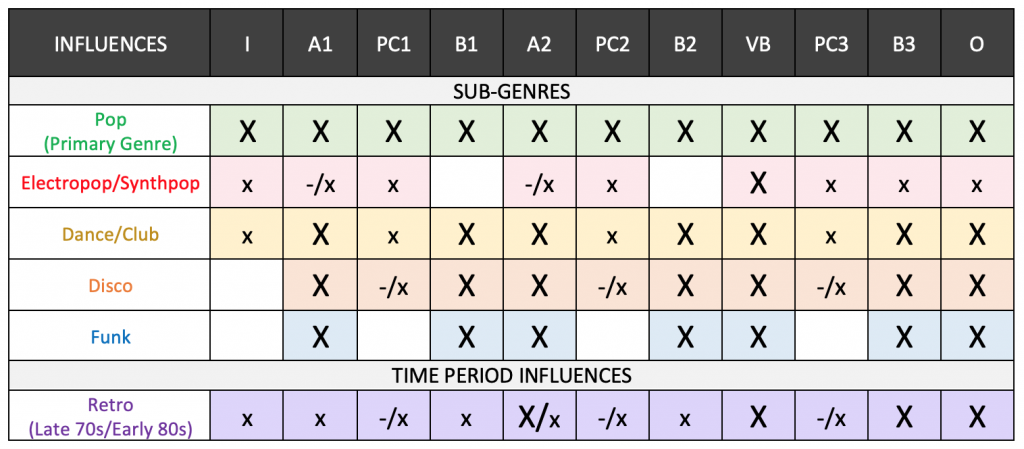 INFLUENCES I A1 PC1 B1 A2 PC2 B2 VB PC3 B3 O
SUB-GENRES
Pop
(Primary Genre) X X X X X X X X X X X
Electropop/Synthpop x -/x x -/x x X x x x
Dance/Club x X x X X x X X x X X
Disco X -/x X X -/x X X -/x X X
Funk X X X X X X X
TIME PERIOD INFLUENCES
Retro
(Late 70s/Early 80s) x x -/x x X/x -/x x X -/x X X